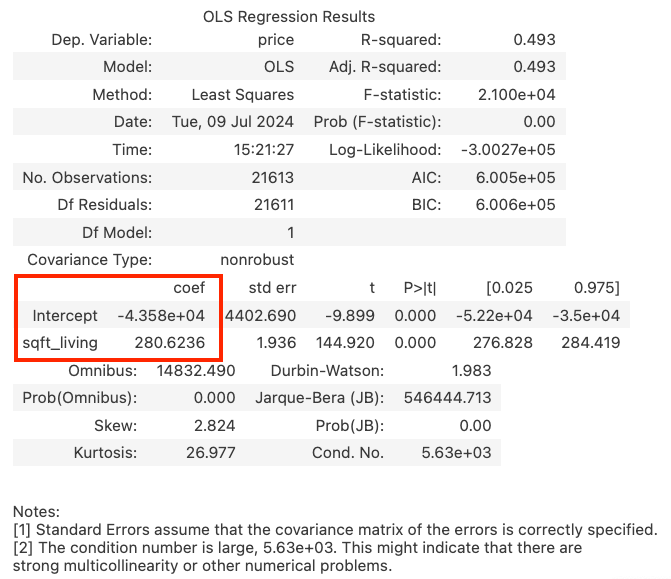 OLS Regression Results
Dep. Variable: price R-squared: 0.493
Model: OLS Adj. R-squared: 0.493
Method: Least Squares F-statistic: 2.100e+04
Date: Tue, 09 Jul 2024 Prob (F-statistic): 0.00
Time: 15:21:27 Log-Likelihood: -3.0027e+05
No. Observations: 21613 AIC: 6.005e+05
Df Residuals: 21611 BIC: 6.006e+05
Df Model: 1
Covariance Type: nonrobust
coef std err t P>|t| [0.025 0.975]
Intercept -4.358e+04 4402.690 -9.899 0.000 -5.22e+04 -3.5e+04
sqft_living 280.6236 1.936 144.920 0.000 276.828 284.419
Omnibus: 14832.490 Durbin-Watson: 1.983
Prob(Omnibus): 0.000 Jarque-Bera (JB): 546444.713
Skew: 2.824 Prob(JB): 0.00
Kurtosis: 26.977 Cond. No. 5.63e+03
Notes:
[1] Standard Errors assume that the covariance matrix of the errors is correctly specified.
[2] The condition number is large, 5.63e+03. This might indicate that there are
strong multicollinearity or other numerical problems.